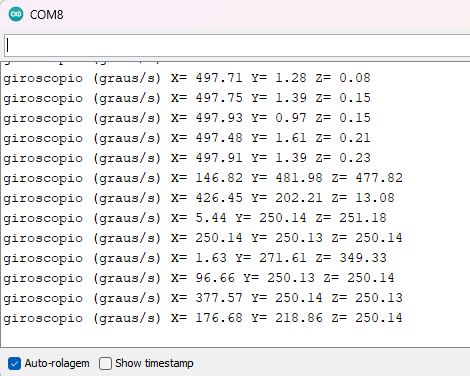 COM8
giroscopio (graus/s) X= 497.71 Y= 1.28 Z= 0.08
giroscopio (graus/s) X= 497.75 Y= 1.39 Z= 0.15
giroscopio (graus/s) X= 497.93 Y= 0.97 Z= 0.15
giroscopio (graus/s) X= 497.48 Y= 1.61 Z= 0.21
giroscopio (graus/s) X= 497.91 Y= 1.39 Z= 0.23
giroscopio (graus/s) X= 146.82 Y= 481.98 Z= 477.82
giroscopio (graus/s) X= 426.45 Y= 202.21 Z= 13.08
giroscopio (graus/s) X= 5.44 Y= 250.14 Z= 251.18
giroscopio (graus/s) X= 250.14 Y= 250.13 Z= 250.14
giroscopio (graus/s) X= 1.63 Y= 271.61 Z= 349.33
giroscopio (graus/s) X= 96.66 Y= 250.13 Z= 250.14
giroscopio (graus/s) X= 377.57 Y= 250.14 Z= 250.13
giroscopio (graus/s) X= 176.68 Y= 218.86 Z= 250.14
Auto-rolagem Show timestamp